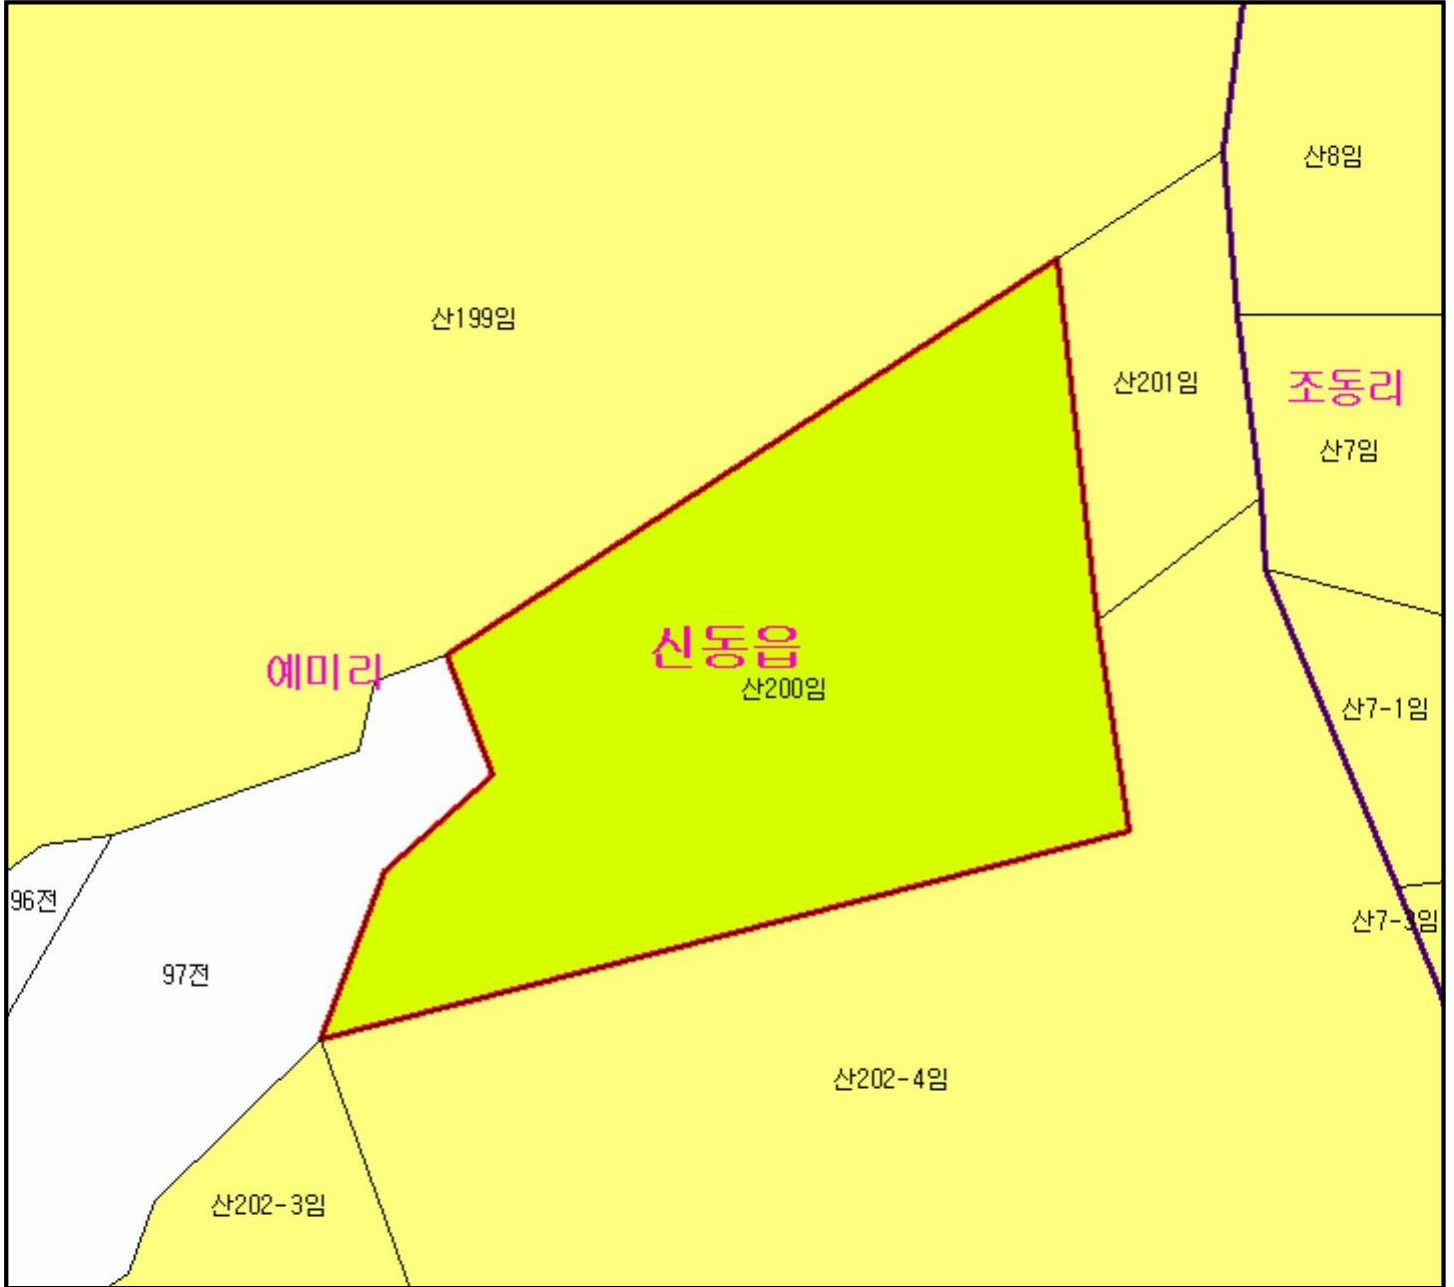 산8임
산199임
산201임
조동리
산7임
신동읍
예미리
산200임
산7-1임
96전
산7-3임
97전
산202-4임
산202-3임